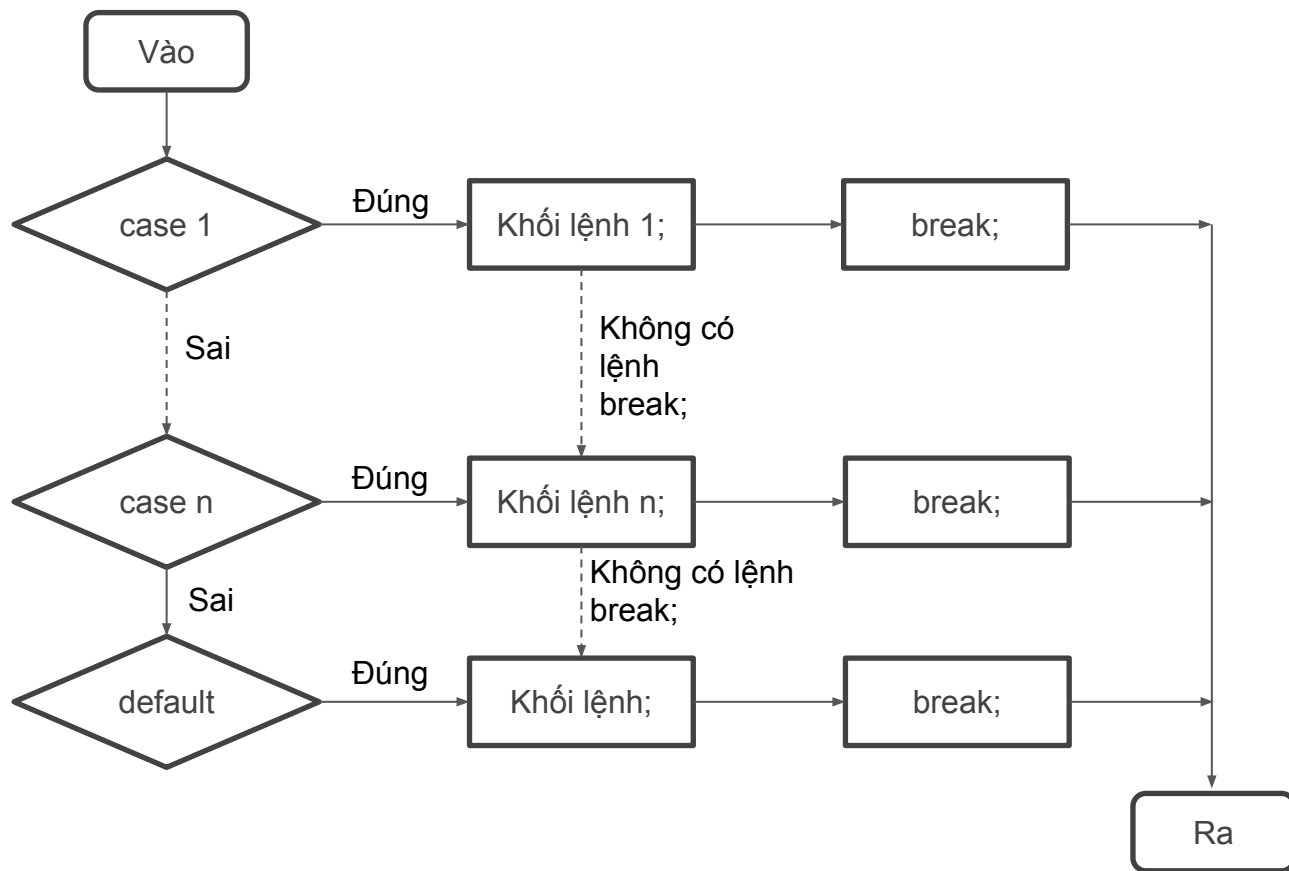 Vào
case 1
Đúng
Khối lệnh 1;
break;
Sai
Không có
lệnh
break;
case n
Đúng
Khối lệnh n;
break;
Sai
Không có lệnh
break;
default
Đúng
Khối lệnh;
break;
Ra